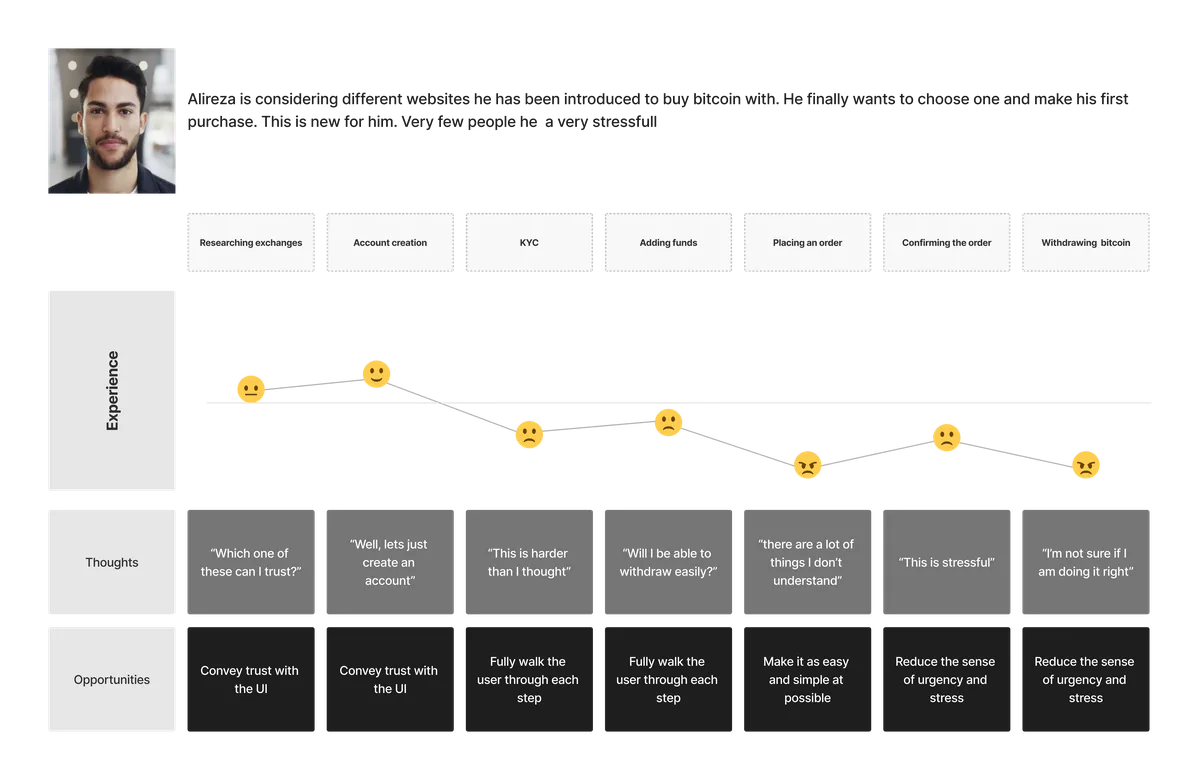 Alireza is considering different websites he has been introduced to buy bitcoin with. He finally wants to choose one and make his first
purchase. This is new for him. Very few people he  a very stressfull
Researching exchanges
Account creation
KYC
Adding funds
Placing an order
Confirming the order
Withdrawing  bitcoin
Experience
Thoughts
“Which one of
these can I trust?”
“Well, lets just
create an
account”
“This is harder
than I thought”
“Will I be able to
withdraw easily?”
“there are a lot of
things I don’t
understand”
“This is stressful”
“I’m not sure if I
am doing it right”
Opportunities
Convey trust with
the UI
Convey trust with
the UI
Fully walk the
user through each
step
Fully walk the
user through each
step
Make it as easy
and simple at
possible
Reduce the sense
of urgency and
stress
Reduce the sense
of urgency and
stress